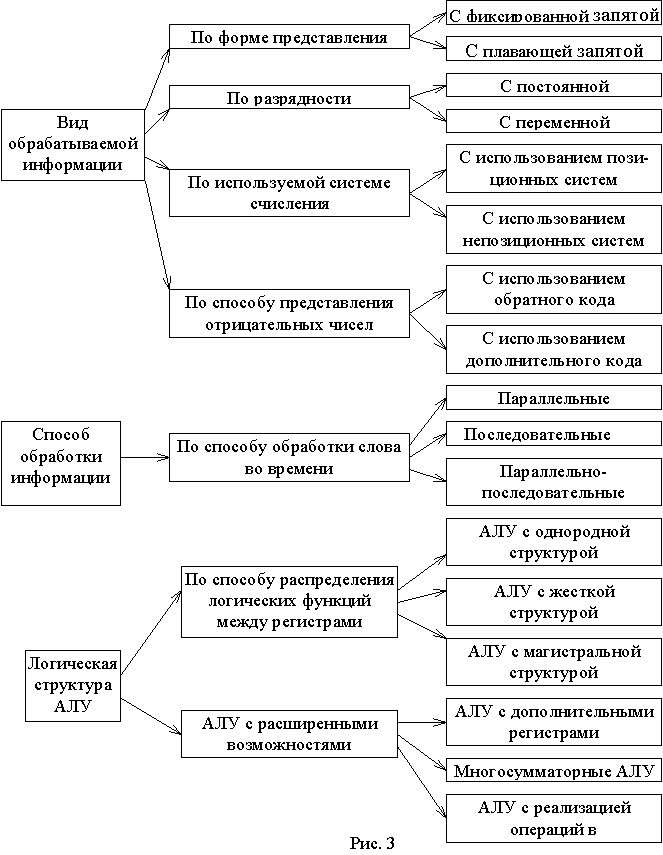 Вид
обрабатываемой
информации
По форме представления
С фиксированной запятой
С плавающей запятой
По разрядности
С постоянной
С переменной
По используемой системе
счисления
С использованием пози-
ционных систем
С использованием
непозиционных систем
По способу представления
отрицательных чисел
С использованием
обратного кода
С использованием
дополнительного кода
Способ
обработки
информации
По способу обработки слова
во времени
Параллельные
Последовательные
Параллельно-
последовательные
Логическая
структура
АЛУ
По способу распределения
логических функций
между регистрами
АЛУ с однородной
структурой
АЛУ с жесткой
структурой
АЛУ с магистральной
структурой
АЛУ с расширенными
возможностями
АЛУ с дополнительными
регистрами
Многосумматорные АЛУ
АЛУ с реализацией
операций в
Рис. 3